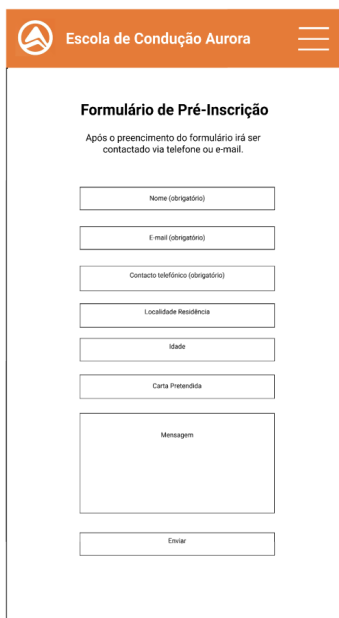 Escola de Condução Aurora
Formulário de Pré-Inscrição
Após o preencimento do formulário irá ser
contactado via telefone ou e-mail.
Nome (obrigatório)
E-mail (obrigatório)
Contacto telefónico (obrigatório)
Localidade Residência
Idade
Carta Pretendida
Mensagem
Enviar